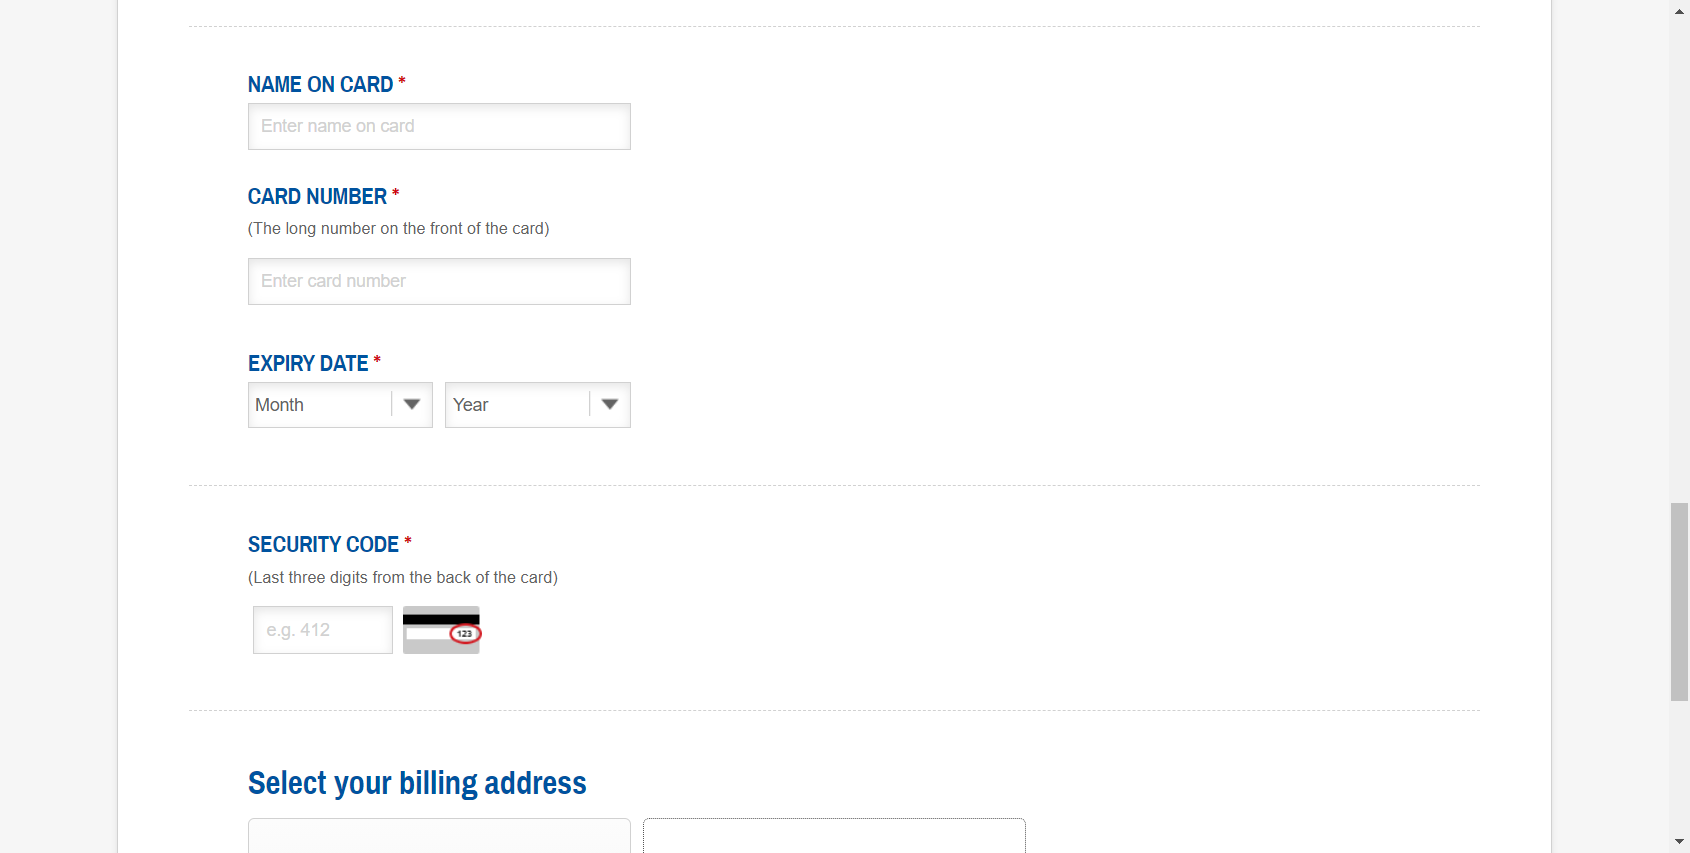 NAME ON CARD *
Enter name on card
CARD NUMBER *
(The long number on the front of the card)
Enter card number
EXPIRY DATE *
Month Year
SECURITY CODE *
(Last three digits from the back of the card)
e.g. 412 123
Select your billing address